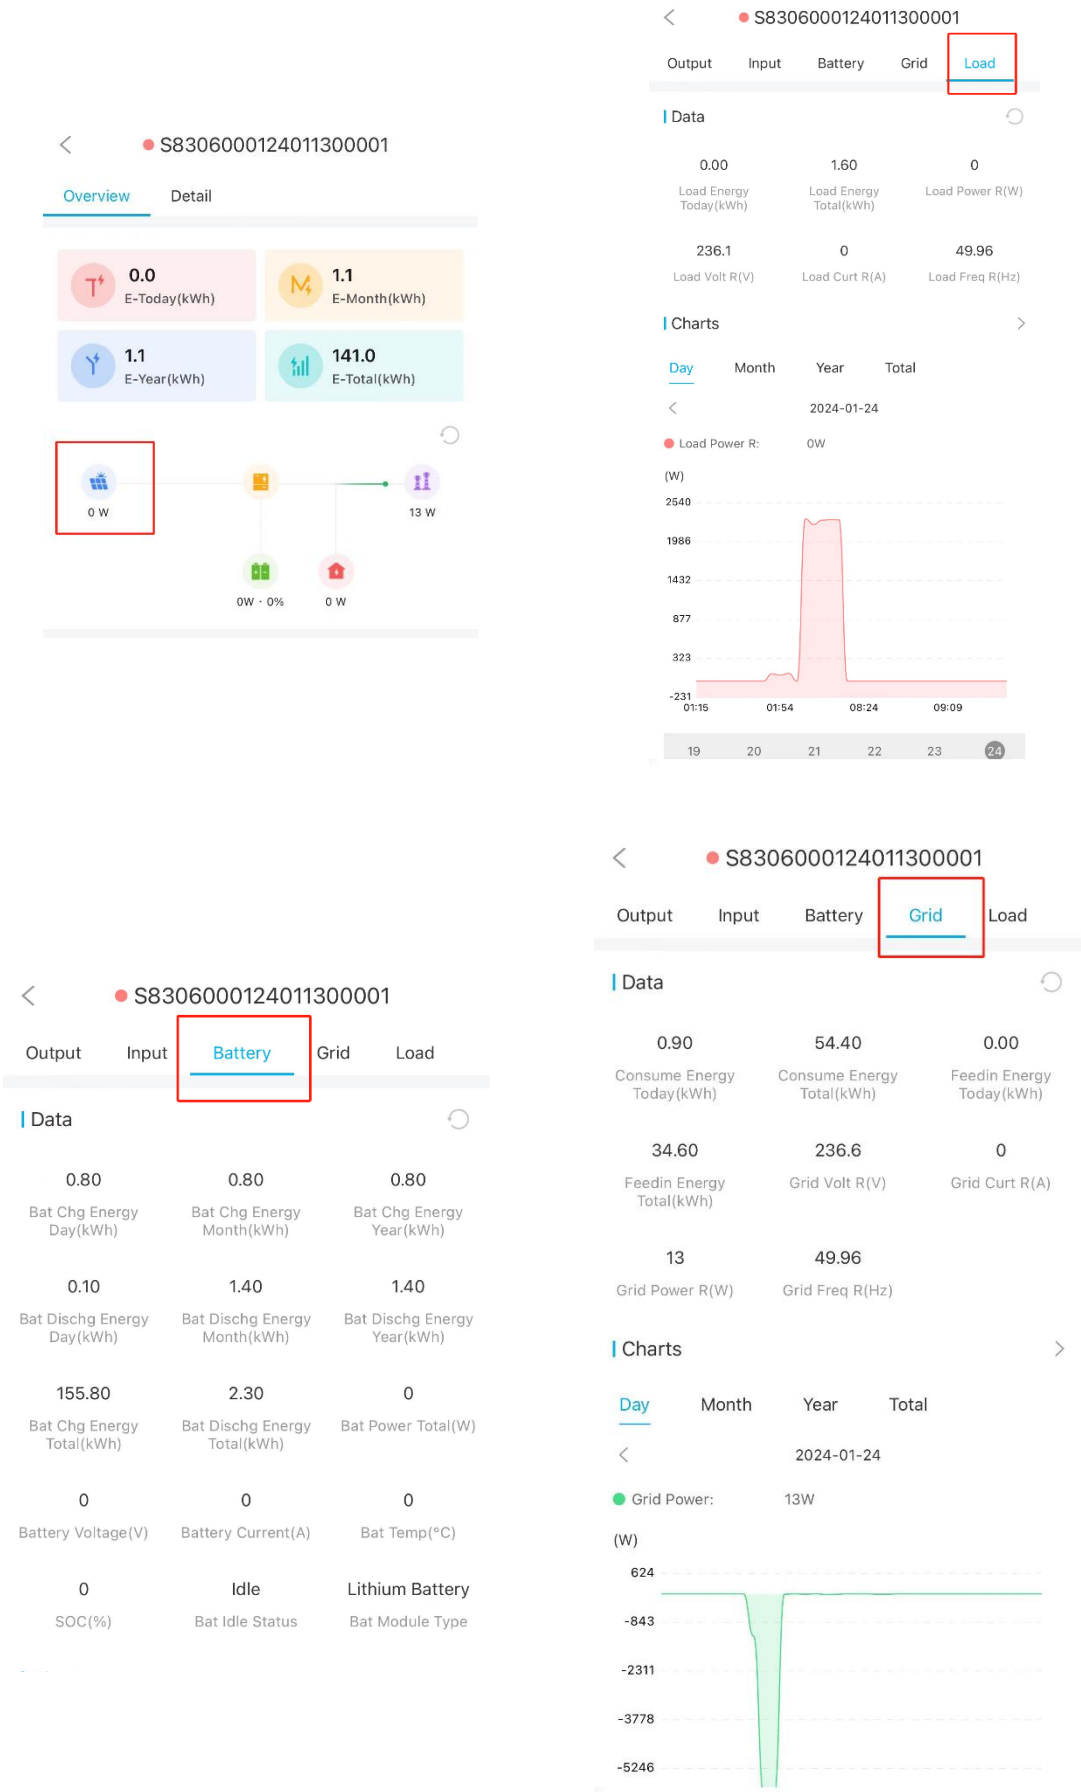 S8306000124011300001
Overview Detail
0.0
E-Today(kWh)
1.1
E-Month(kWh)
1.1
E-Year(kWh)
141.0
E-Total(kWh)
0 W
13 W
0W · 0%
0 W
S8306000124011300001
Output Input Battery Grid Load
Data
0.00 1.60 0
Load Energy Load Energy Load Power R(W)
Today(kWh) Total(kWh)
236.1 0 49.96
Load Volt R(V) Load Curt R(A) Load Freq R(Hz)
Charts
Day Month Year Total
2024-01-24
Load Power R: 0W
(W)
2540
1986
1432
877
323
-231
01:15 01:54 08:24 09:09
19 20 21 22 23 24
S8306000124011300001
Output Input Battery Grid Load
Data
0.80 0.80 0.80
Bat Chg Energy Bat Chg Energy Bat Chg Energy
Day(kWh) Month(kWh) Year(kWh)
0.10 1.40 1.40
Bat Dischg Energy Bat Dischg Energy Bat Dischg Energy
Day(kWh) Month(kWh) Year(kWh)
155.80 2.30 0
Bat Chg Energy Bat Dischg Energy Bat Power Total(W)
Total(kWh) Total(kWh)
0 0 0
Battery Voltage(V) Battery Current(A) Bat Temp(°C)
0 Idle Lithium Battery
SOC(%) Bat Idle Status Bat Module Type
S8306000124011300001
Output Input Battery Grid Load
Data
0.90 54.40 0.00
Consume Energy Consume Energy Feedin Energy
Today(kWh) Total(kWh) Today(kWh)
34.60 236.6 0
Feedin Energy Grid Volt R(V) Grid Curt R(A)
Total(kWh)
13 49.96
Grid Power R(W) Grid Freq R(Hz)
Charts
Day Month Year Total
2024-01-24
Grid Power: 13W
(W)
624
-843
-2311
-3778
-5246